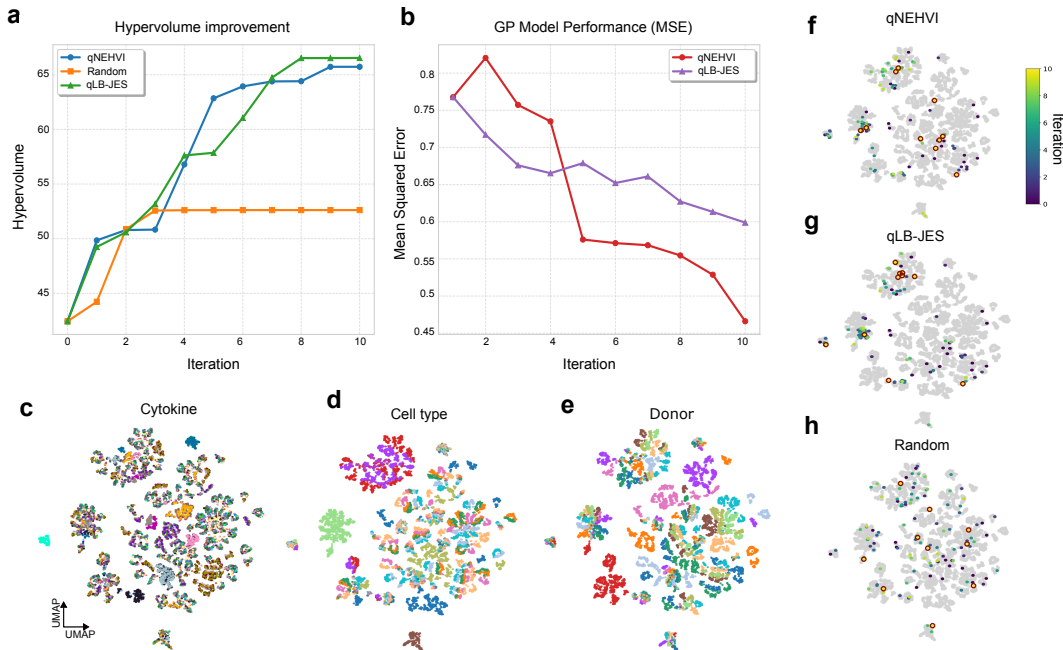 a
Hypervolume improvement
qNEHVI
Random
qLB-JES
65
60
55
50
45
Hypervolume
0
2
4
6
8
10
Iteration
b
GP Model Performance (MSE)
qNEHVI
qLB-JES
0.8
0.75
0.7
0.65
0.6
0.55
0.5
0.45
Mean Squared Error
2
4
6
8
10
Iteration
c
Cytokine
UMAP
UMAP
d
Cell type
e
Donor
f
qNEHVI
10
8
6
4
2
0
Iteration
g
qLB-JES
h
Random